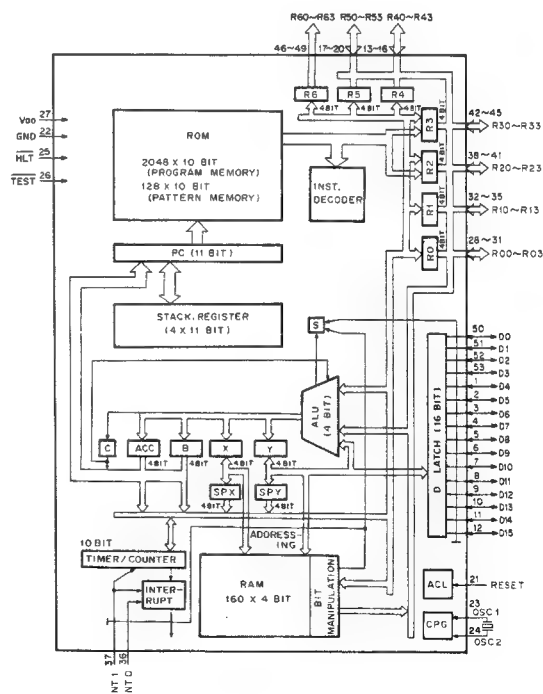 R60~R63 R50~R53 R40~R43
46~49 17~20 13~16
R6 R5 R4
4BIT 4BIT 4BIT
27
VDD
22
GND
25
HLT
26
TEST
ROM
2048 X 10 BIT
(PROGRAM MEMORY)
128 X 10 BIT
(PATTERN MEMORY)
INST.
DECODER
PC (11 BIT)
STACK.REGISTER
(4 X 11 BIT)
R3
4BIT
42~45
R30~R33
R2
4BIT
38~41
R20~R23
R1
4BIT
32~35
R10~R13
R0
4BIT
28~31
R00~R03
S
ALU
(4 BIT)
C
ACC
B
X
Y
4BIT
4BIT
4BIT
4BIT
SPX
SPY
4BIT
4BIT
D LATCH (16 BIT)
50 D0
51 D1
52 D2
53 D3
1 D4
2 D5
3 D6
4 D7
5 D8
6 D9
7 D10
8 D11
9 D12
10 D13
11 D14
12 D15
ADDRESS-
ING
10 BIT
TIMER/COUNTER
INTER-
RUPT
RAM
160 X 4 BIT
BIT
MANIPULATION
ACL
21
RESET
CPG
23
OSC1
24
OSC2
37
36
NT1
NT0